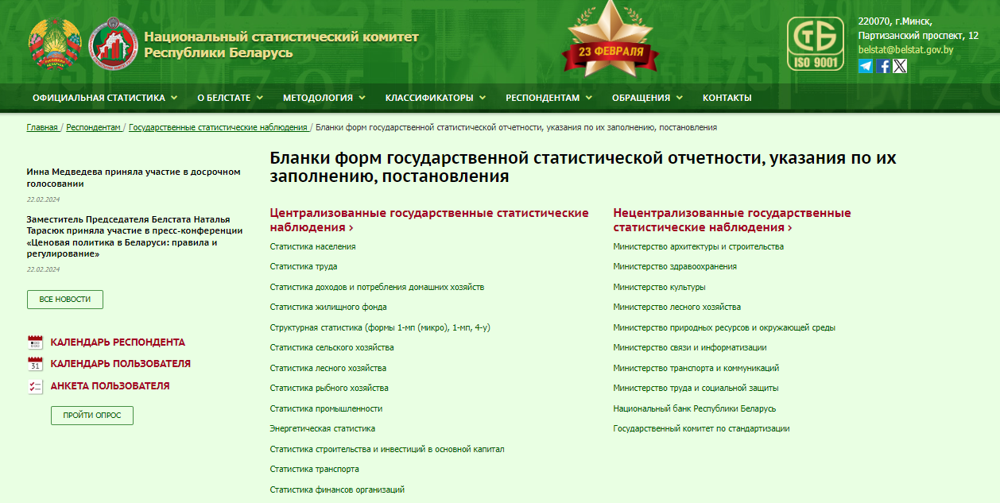 Национальный статистический комитет
Республики Беларусь
23 ФЕВРАЛЯ
СТБ
ISO 9001
220070, г.Минск,
Партизанский проспект, 12
belstat@belstat.gov.by
ОФИЦИАЛЬНАЯ СТАТИСТИКА
О БЕЛСТАТЕ
МЕТОДОЛОГИЯ
КЛАССИФИКАТОРЫ
РЕСПОНДЕНТАМ
ОБРАЩЕНИЯ
КОНТАКТЫ
Главная / Респондентам / Государственные статистические наблюдения / Бланки форм государственной статистической отчетности, указания по их заполнению, постановления
Инна Медведева приняла участие в досрочном
голосовании
22.02.2024
Заместитель Председателя Белстата Наталья
Тарасюк приняла участие в пресс-конференции
«Ценовая политика в Беларуси: правила и
регулирование»
22.02.2024
ВСЕ НОВОСТИ
КАЛЕНДАРЬ РЕСПОНДЕНТА
31
КАЛЕНДАРЬ ПОЛЬЗОВАТЕЛЯ
АНКЕТА ПОЛЬЗОВАТЕЛЯ
ПРОЙТИ ОПРОС
Бланки форм государственной статистической отчетности, указания по их
заполнению, постановления
Централизованные государственные статистические
наблюдения ›
Статистика населения
Статистика труда
Статистика доходов и потребления домашних хозяйств
Статистика жилищного фонда
Структурная статистика (формы 1-мп (микро), 1-мп, 4-у)
Статистика сельского хозяйства
Статистика лесного хозяйства
Статистика рыбного хозяйства
Статистика промышленности
Энергетическая статистика
Статистика строительства и инвестиций в основной капитал
Статистика транспорта
Статистика финансов организаций
Нецентрализованные государственные
статистические наблюдения ›
Министерство архитектуры и строительства
Министерство здравоохранения
Министерство культуры
Министерство лесного хозяйства
Министерство природных ресурсов и окружающей среды
Министерство связи и информатизации
Министерство транспорта и коммуникаций
Министерство труда и социальной защиты
Национальный банк Республики Беларусь
Государственный комитет по стандартизации